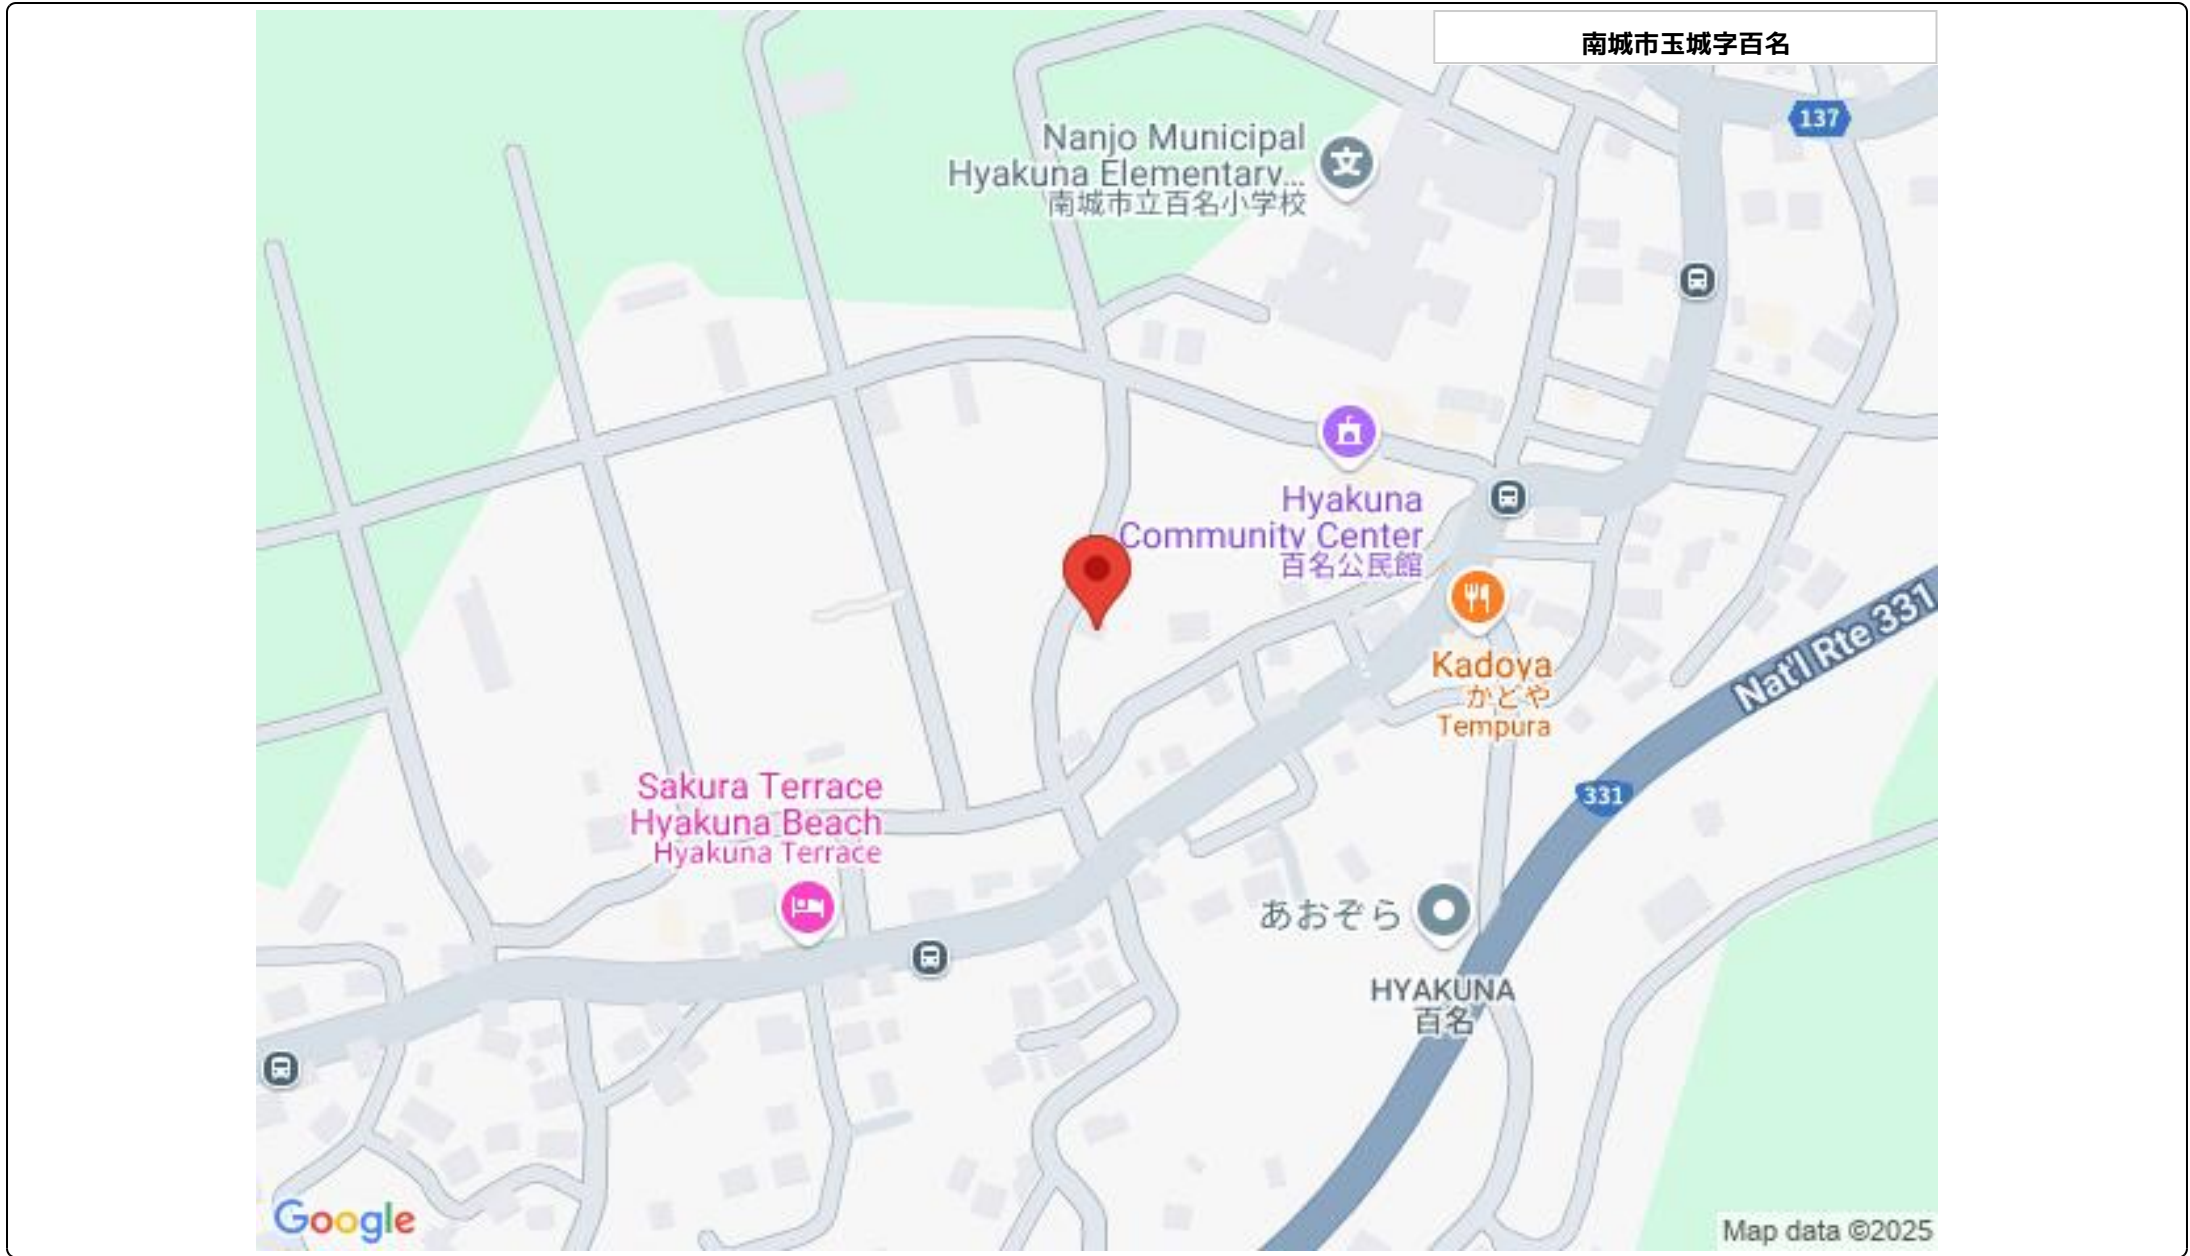 南城市玉城字百名
137
Nanjo Municipal
Hyakuna Elementary...
南城市立百名小学校
文
Hyakuna
Community Center
百名公民館
Kadoya
かどや
Tempura
Nat'l Rte 331
331
Sakura Terrace
Hyakuna Beach
Hyakuna Terrace
あおぞら
HYAKUNA
百名
Google
Map data ©2025